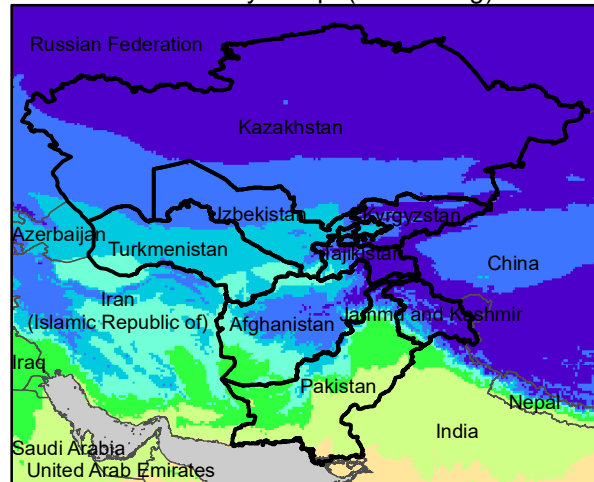 Russian Federation
Kazakhstan
Uzbekistan
Kyrgyzstan
Azerbaijan
Turkmenistan
Tajikistan
China
Iran
(Islamic Republic of)
Afghanistan
Jammu and Kashmir
Iraq
Pakistan
Nepal
India
Saudi Arabia
United Arab Emirates